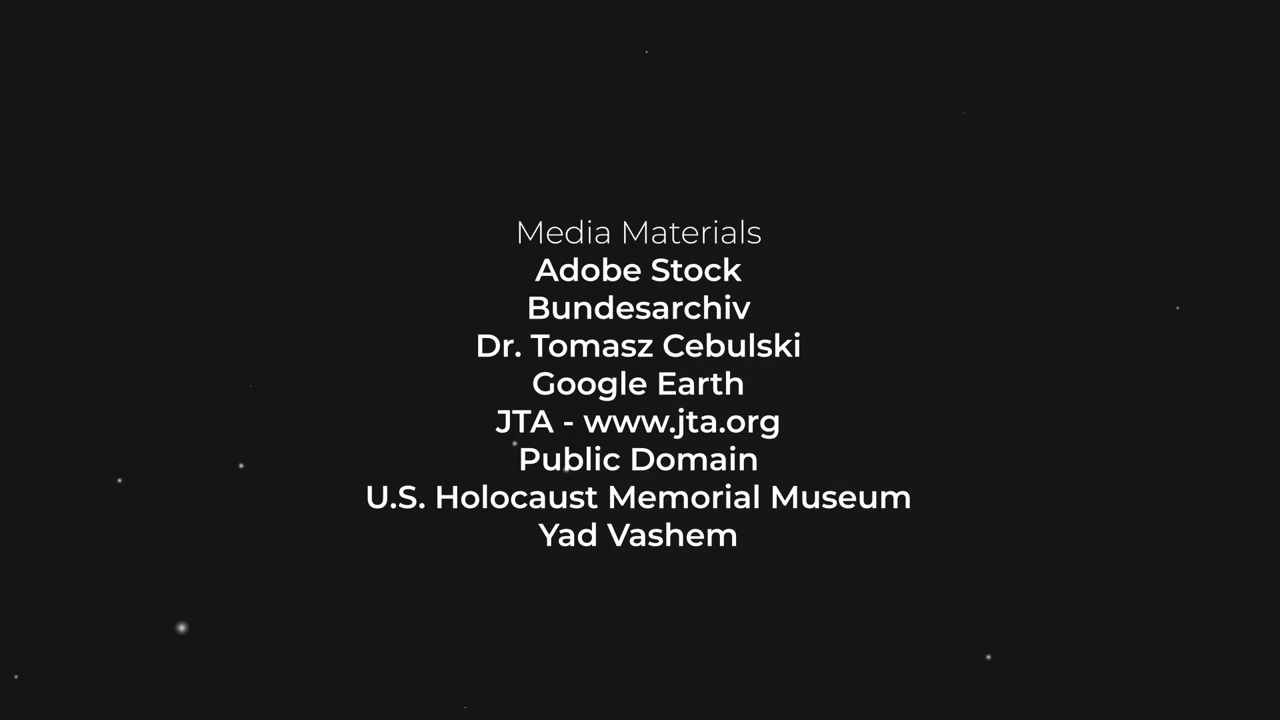 Media Materials
Adobe Stock
Bundesarchiv
Dr. Tomasz Cebulski
Google Earth
JTA - www.jta.org
Public Domain
U.S. Holocaust Memorial Museum
Yad Vashem